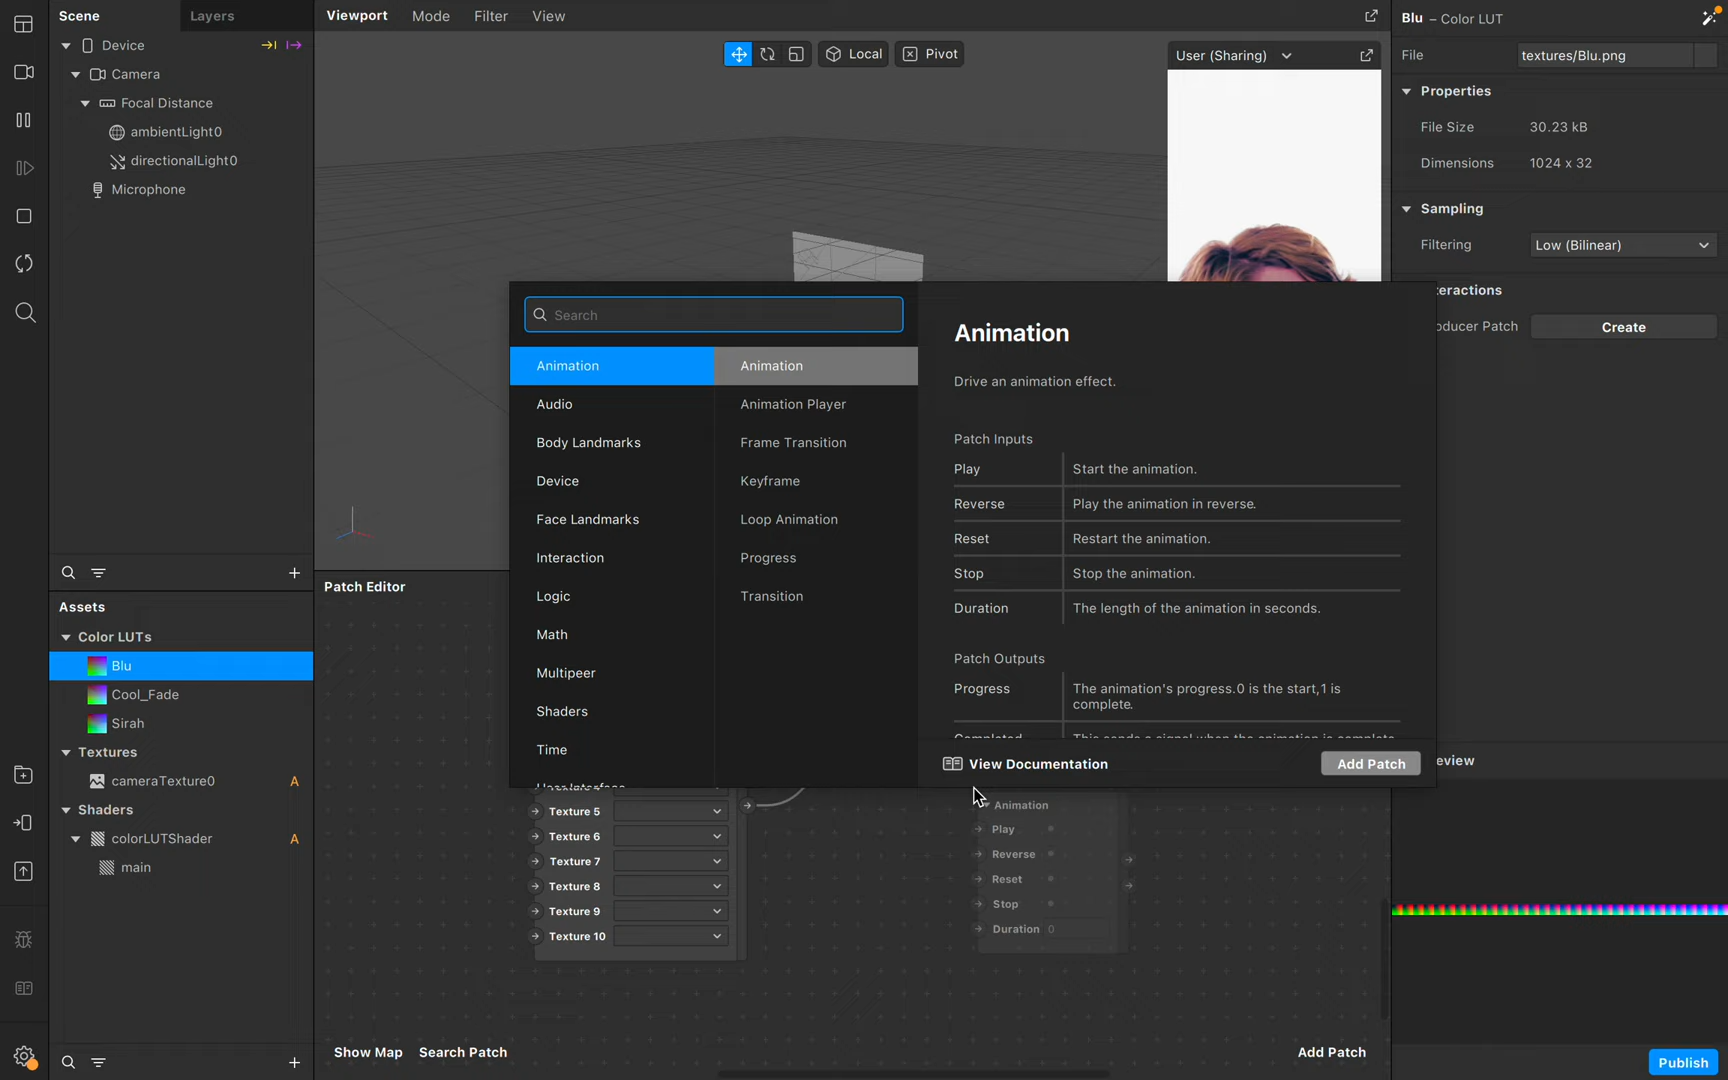 Scene
Layers
Device
Camera
Focal Distance
ambientLight0
directionalLight0
Microphone
Assets
Color LUTs
Blu
Cool_Fade
Sirah
Textures
cameraTexture0 A
Shaders
colorLUTShader A
main
Viewport Mode Filter View
Local
Pivot
User (Sharing)
Patch Editor
Search
Animation
Audio
Body Landmarks
Device
Face Landmarks
Interaction
Logic
Math
Multipeer
Shaders
Time
Animation
Animation Player
Frame Transition
Keyframe
Loop Animation
Progress
Transition
Animation
Drive an animation effect.
Patch Inputs
Play Start the animation.
Reverse Play the animation in reverse.
Reset Restart the animation.
Stop Stop the animation.
Duration The length of the animation in seconds.
Patch Outputs
Progress The animation's progress.0 is the start,1 is
complete.
View Documentation
Add Patch
Texture 5
Texture 6
Texture 7
Texture 8
Texture 9
Texture 10
Animation
Play
Reverse
Reset
Stop
Duration 0
Show Map Search Patch
Add Patch
Blu – Color LUT
File textures/Blu.png
Properties
File Size 30.23 kB
Dimensions 1024 x 32
Sampling
Filtering Low (Bilinear)
teractions
oducer Patch Create
eview
Publish